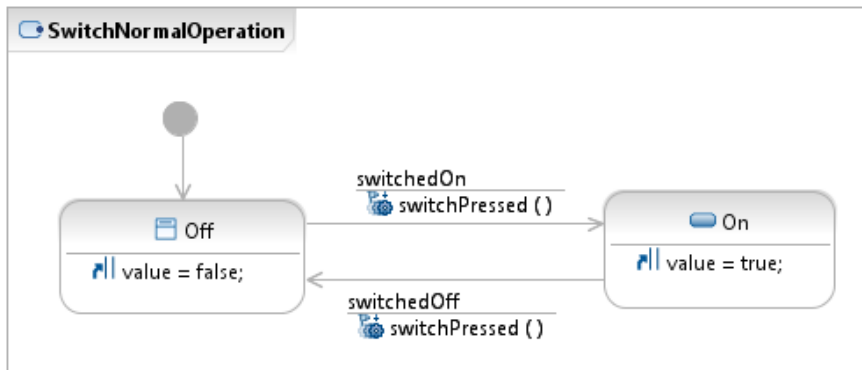 SwitchNormalOperation
switchedOn
switchPressed ( )
Off
value = false;
On
value = true;
switchedOff
switchPressed ( )